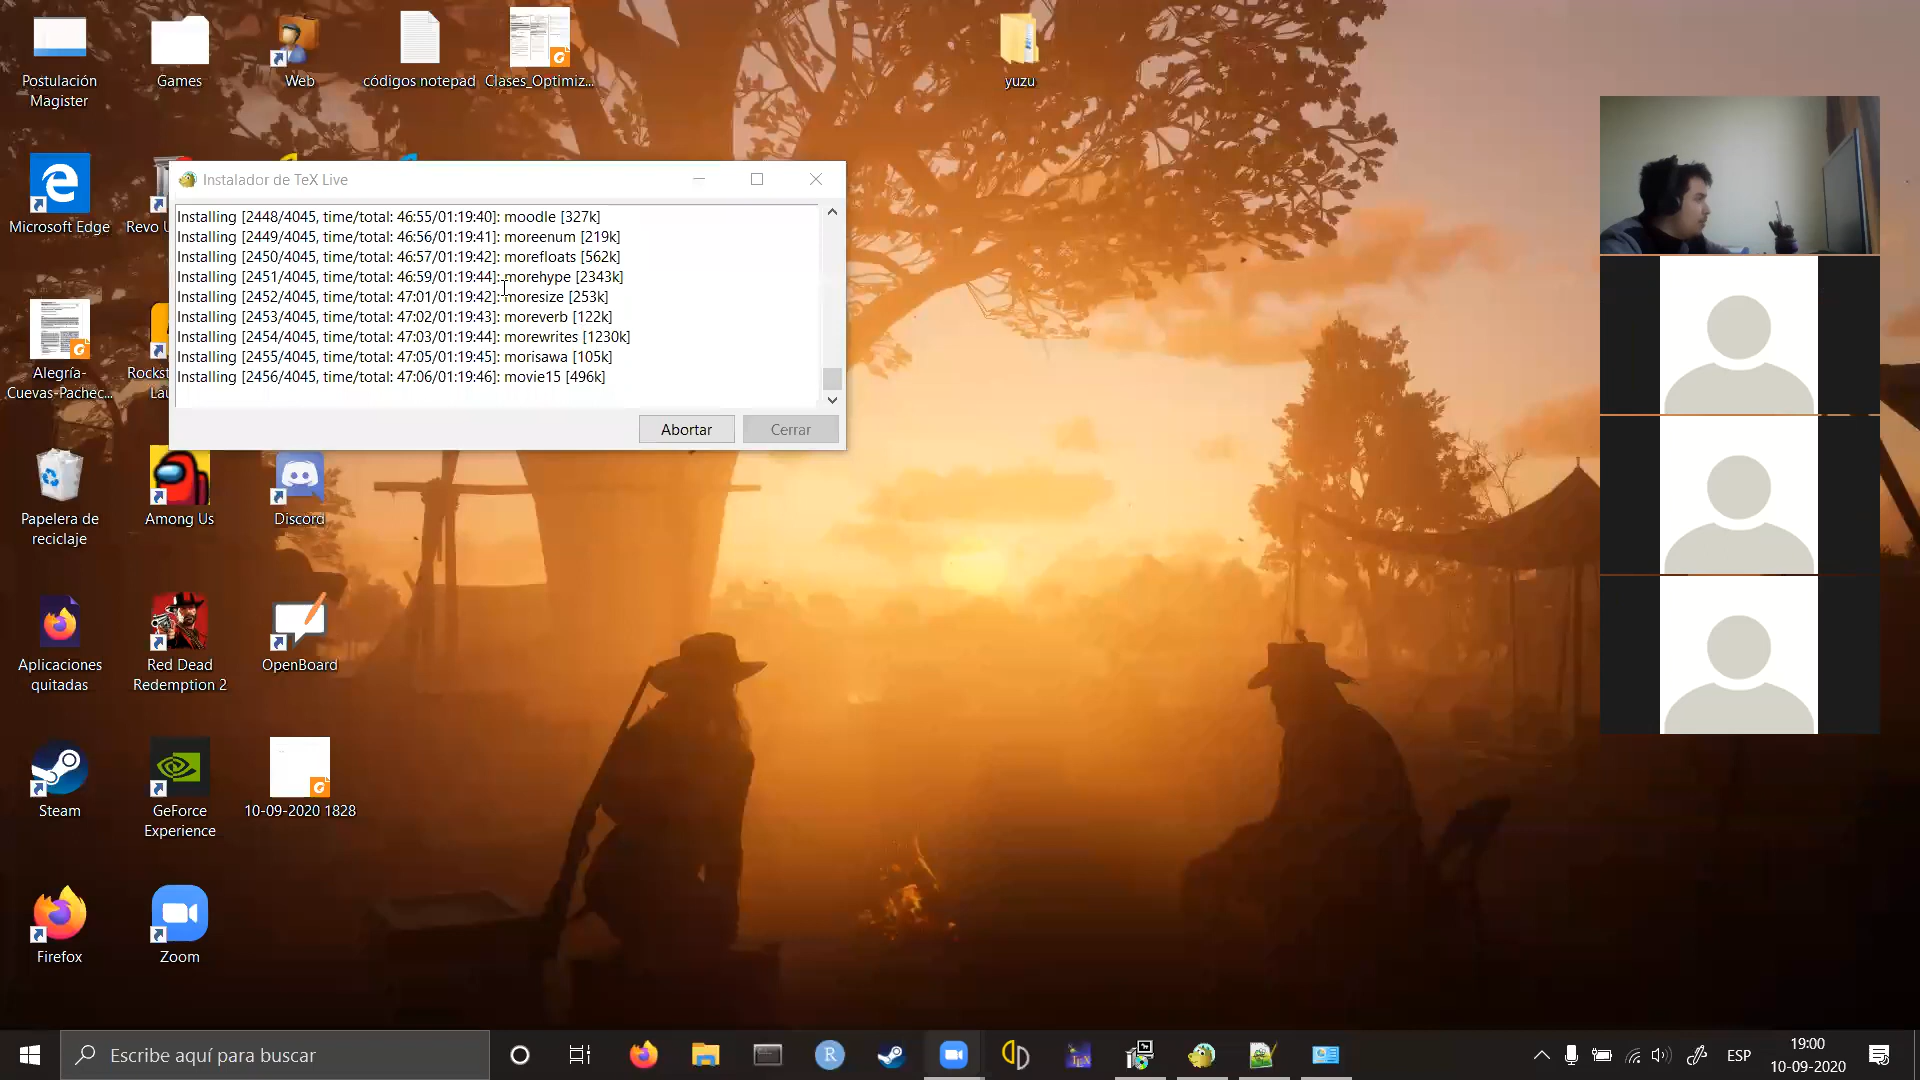 Postulación
Magister
Games
Web
códigos notepad
Clases_Optimiz...
yuzu
Microsoft Edge
Revo U
Instalador de TeX Live
Installing [2448/4045, time/total: 46:55/01:19:40]: moodle [327k]
Installing [2449/4045, time/total: 46:56/01:19:41]: moreenum [219k]
Installing [2450/4045, time/total: 46:57/01:19:42]: morefloats [562k]
Installing [2451/4045, time/total: 46:59/01:19:44]: morehype [2343k]
Installing [2452/4045, time/total: 47:01/01:19:42]: moresize [253k]
Installing [2453/4045, time/total: 47:02/01:19:43]: moreverb [122k]
Installing [2454/4045, time/total: 47:03/01:19:44]: morewrites [1230k]
Installing [2455/4045, time/total: 47:05/01:19:45]: morisawa [105k]
Installing [2456/4045, time/total: 47:06/01:19:46]: movie15 [496k]
Abortar
Cerrar
Alegría-
Cuevas-Pachec...
Rockst
Lau
Papelera de
reciclaje
Among Us
Discord
Aplicaciones
quitadas
Red Dead
Redemption 2
OpenBoard
Steam
GeForce
Experience
10-09-2020 1828
Firefox
Zoom
Escribe aquí para buscar
ESP
19:00
10-09-2020